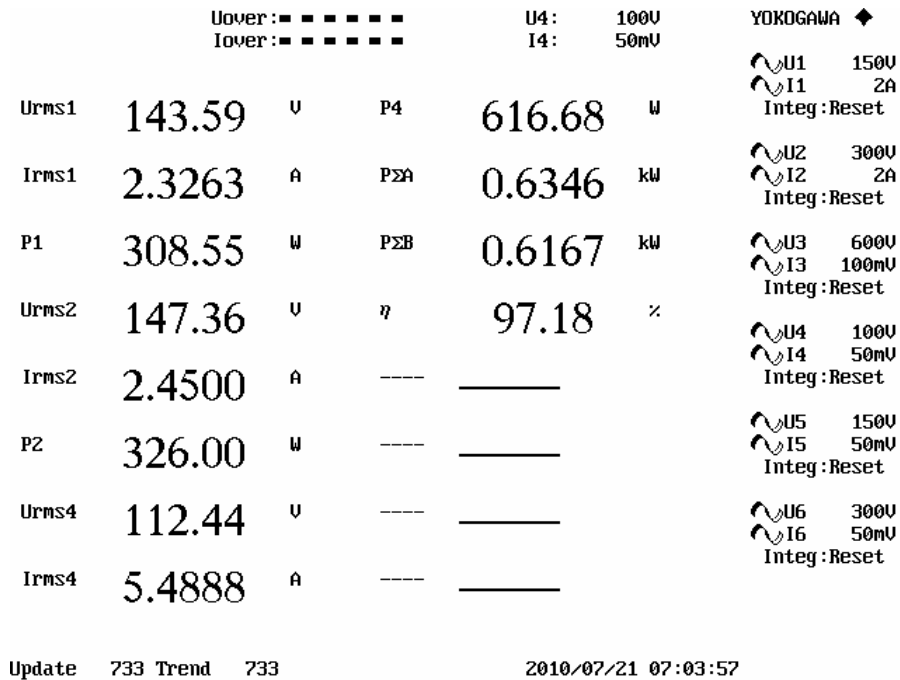 Uover:- - - - - - U4: 100V YOKOGAWA ◆
Iover:- - - - - - I4: 50mV
U1 150V
I1 2A
Integ:Reset
Urms1 143.59 V P4 616.68 W
U2 300V
I2 2A
Integ:Reset
Irms1 2.3263 A PΣA 0.6346 kW
P1 308.55 W PΣB 0.6167 kW
U3 600V
I3 100mV
Integ:Reset
Urms2 147.36 V η 97.18 %
U4 100V
I4 50mV
Integ:Reset
Irms2 2.4500 A ----
P2 326.00 W ----
U5 150V
I5 50mV
Integ:Reset
Urms4 112.44 V ----
U6 300V
I6 50mV
Integ:Reset
Irms4 5.4888 A ----
Update 733 Trend 733 2010/07/21 07:03:57